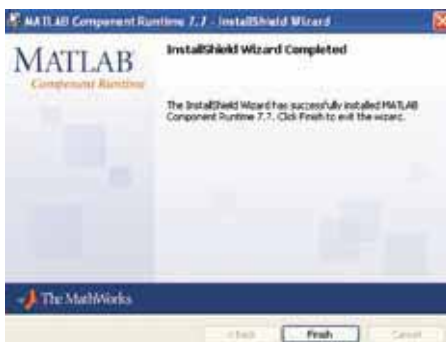 MATLAB Component Runtime 7.7 - InstallShield Wizard
MATLAB
Component Runtime
InstallShield Wizard Completed
The InstallShield Wizard has successfully installed MATLAB
Component Runtime 7.7. Click Finish to exit the wizard.
The MathWorks
< Back
Finish
Cancel